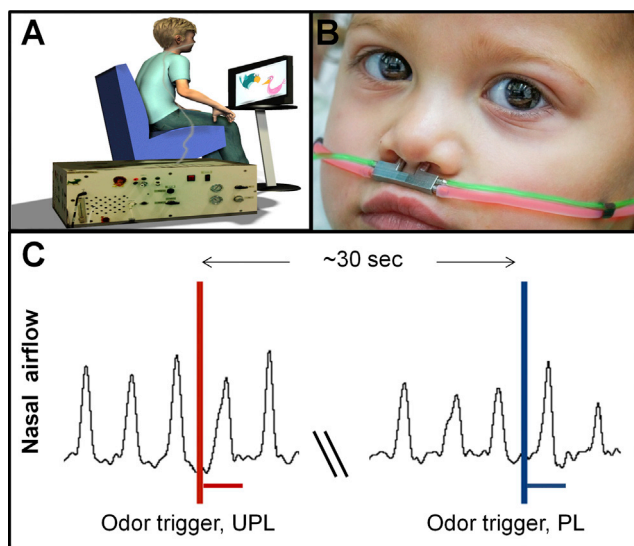 A
B
C
~30 sec
Nasal airflow
Odor trigger, UPL
Odor trigger, PL